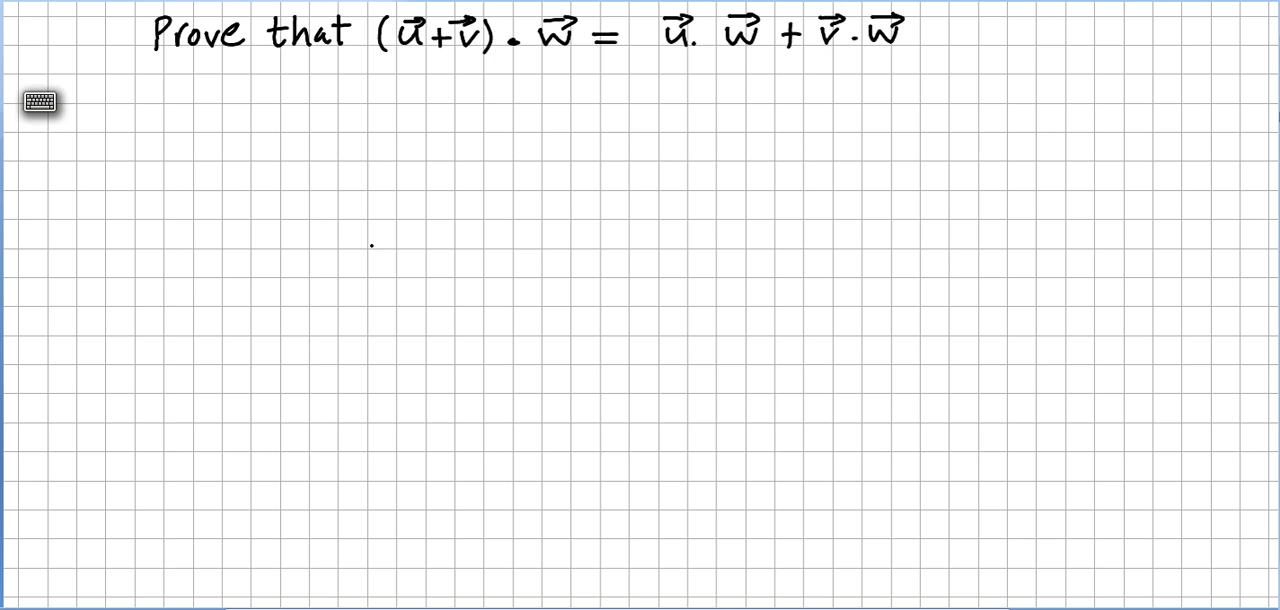 Prove that (u⃗+v⃗) . w⃗ = u⃗. w⃗ + v⃗ . w⃗